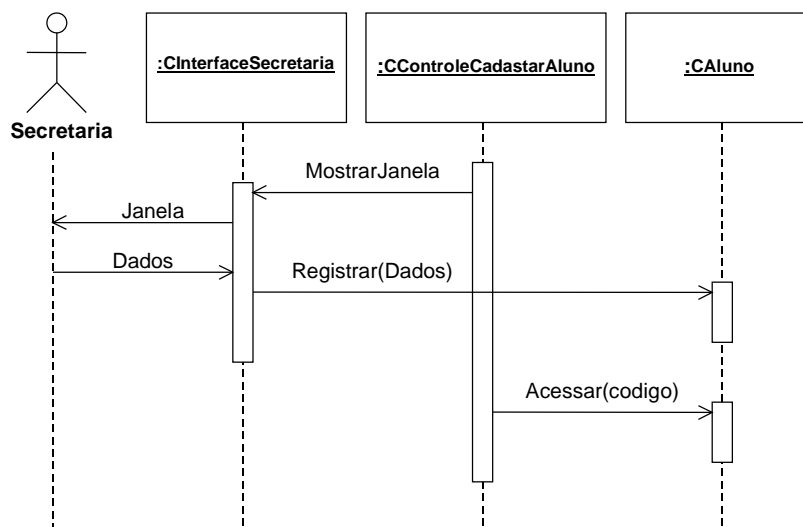 :CInterfaceSecretaria
:CControleCadastarAluno
:CAluno
Secretaria
MostrarJanela
Janela
Dados
Registrar(Dados)
Acessar(codigo)